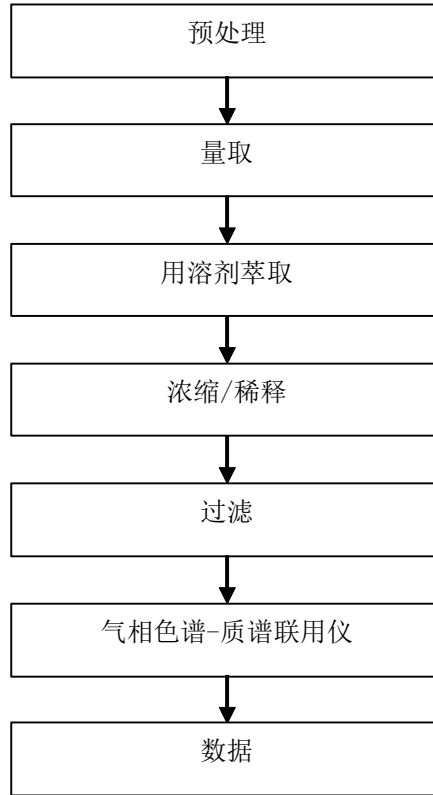 预处理
量取
用溶剂萃取
浓缩/稀释
过滤
气相色谱-质谱联用仪
数据